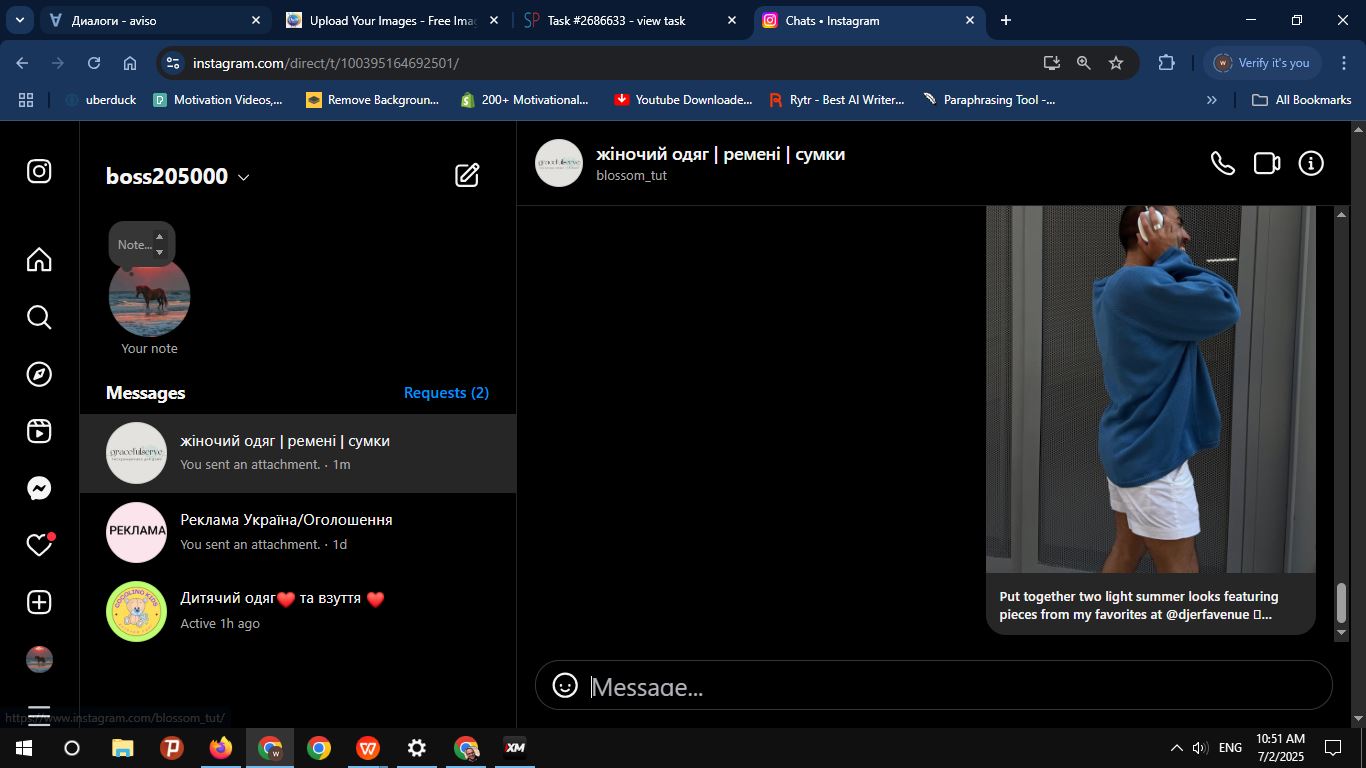 Диалоги - aviso
Upload Your Images - Free Imag
Task #2686633 - view task
Chats • Instagram
instagram.com/direct/t/100395164692501/
Verify it's you
uberduck
Motivation Videos,...
Remove Backgroun...
200+ Motivational...
Youtube Downloade...
Rytr - Best AI Writer...
Paraphrasing Tool -...
All Bookmarks
boss205000
Note...
Your note
Messages
Requests (2)
gracefulserve
жіночий одяг | ремені | сумки
You sent an attachment. · 1m
РЕКЛАМА
Реклама Україна/Оголошення
You sent an attachment. · 1d
Дитячий одяг❤️ та взуття ❤️
Active 1h ago
https://www.instagram.com/blossom_tut/
gracefulserve
жіночий одяг | ремені | сумки
blossom_tut
Put together two light summer looks featuring
pieces from my favorites at @djerfavenue ▯...
Message...
ENG
10:51 AM
7/2/2025
XM